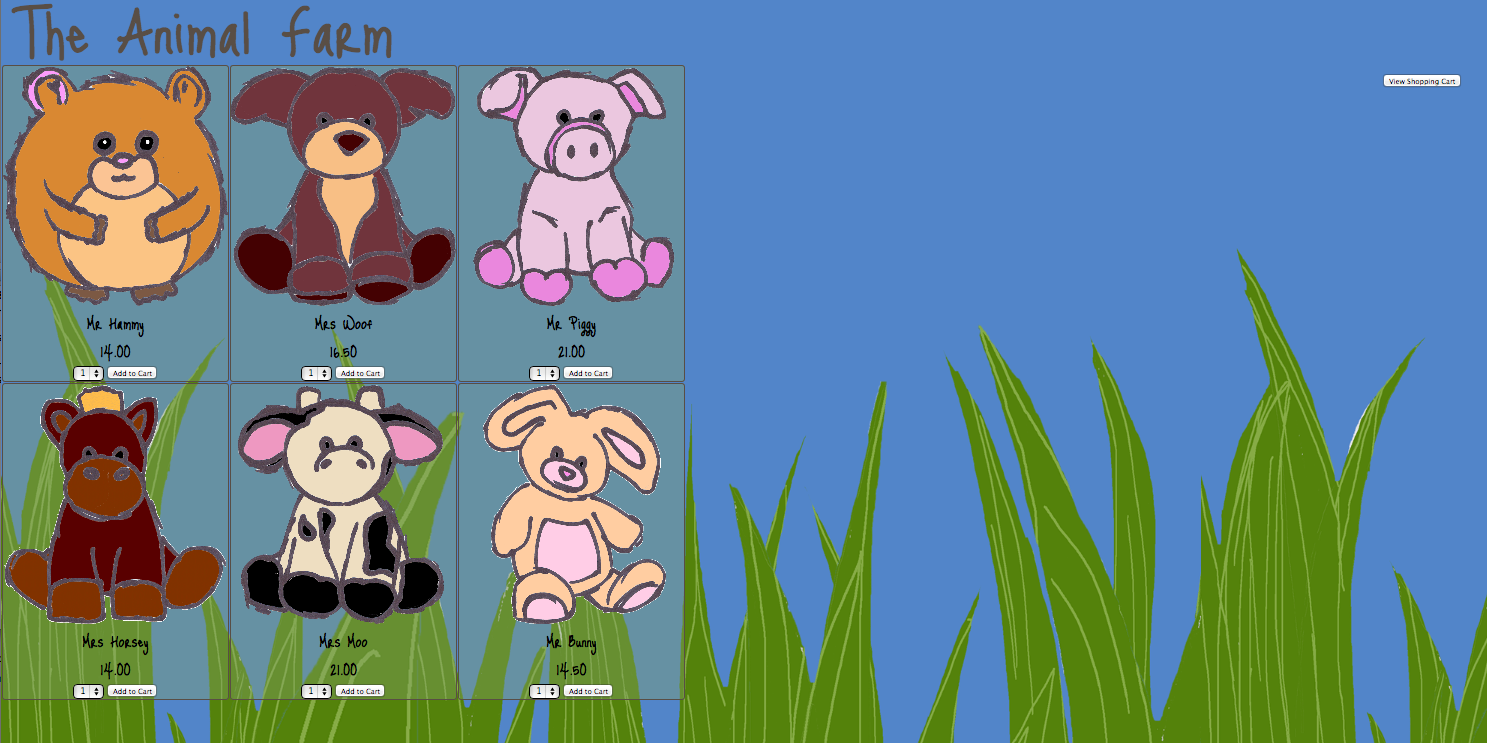 The Animal Farm
View Shopping Cart
Mr Hammy
14.00
1 Add to Cart
Mrs Woof
16.50
1 Add to Cart
Mr Piggy
21.00
1 Add to Cart
Mrs Horsey
14.00
1 Add to Cart
Mrs Moo
21.00
1 Add to Cart
Mr Bunny
14.50
1 Add to Cart